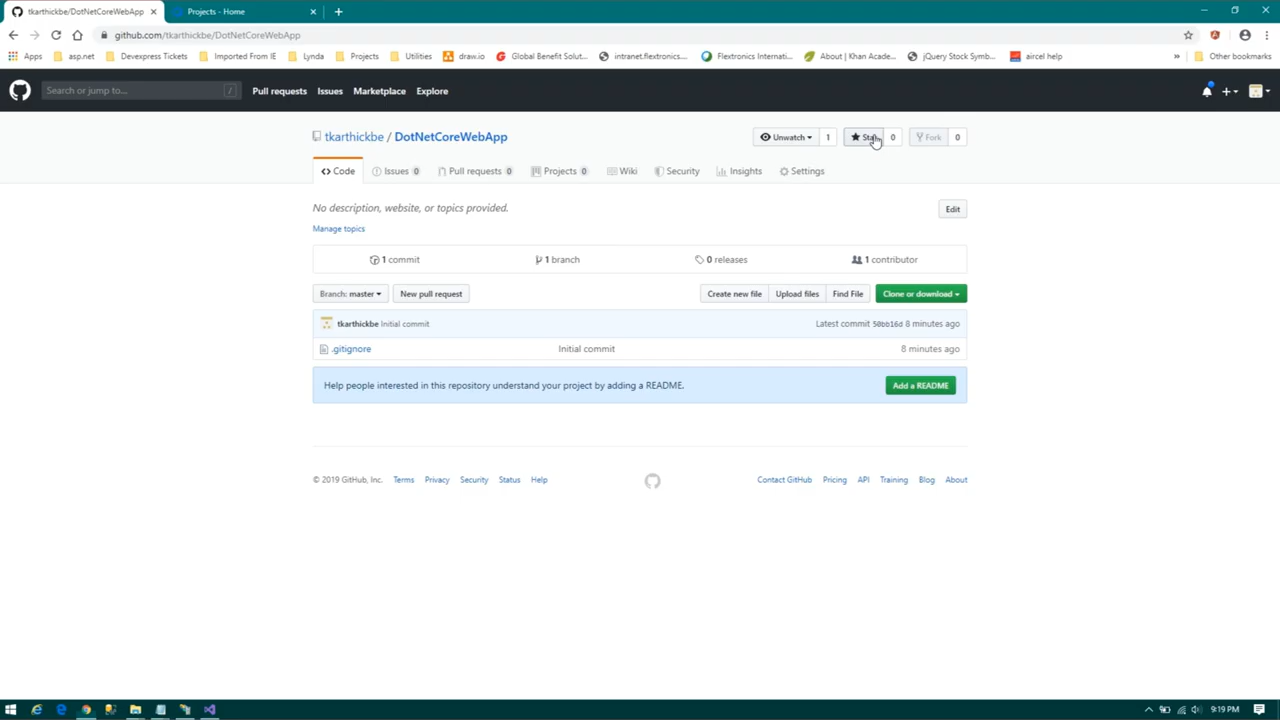 tkarthickbe/DotNetCoreWebApp
Projects - Home
github.com/tkarthickbe/DotNetCoreWebApp
Apps asp.net Devexpress Tickets Imported From IE Lynda Projects Utilities draw.io Global Benefit Solut... intranet.flextronics.... Flextronics Internati... About | Khan Acade... jQuery Stock Symb... aircel help » Other bookmarks
Search or jump to... / Pull requests Issues Marketplace Explore
tkarthickbe / DotNetCoreWebApp Unwatch 1 0 Fork 0
Code Issues 0 Pull requests 0 Projects 0 Wiki Security Insights Settings
No description, website, or topics provided. Edit
Manage topics
1 commit 1 branch 0 releases 1 contributor
Branch: master New pull request Create new file Upload files Find File Clone or download
tkarthickbe Initial commit Latest commit 50bb16d 8 minutes ago
.gitignore Initial commit 8 minutes ago
Help people interested in this repository understand your project by adding a README. Add a README
© 2019 GitHub, Inc. Terms Privacy Security Status Help Contact GitHub Pricing API Training Blog About
9:19 PM